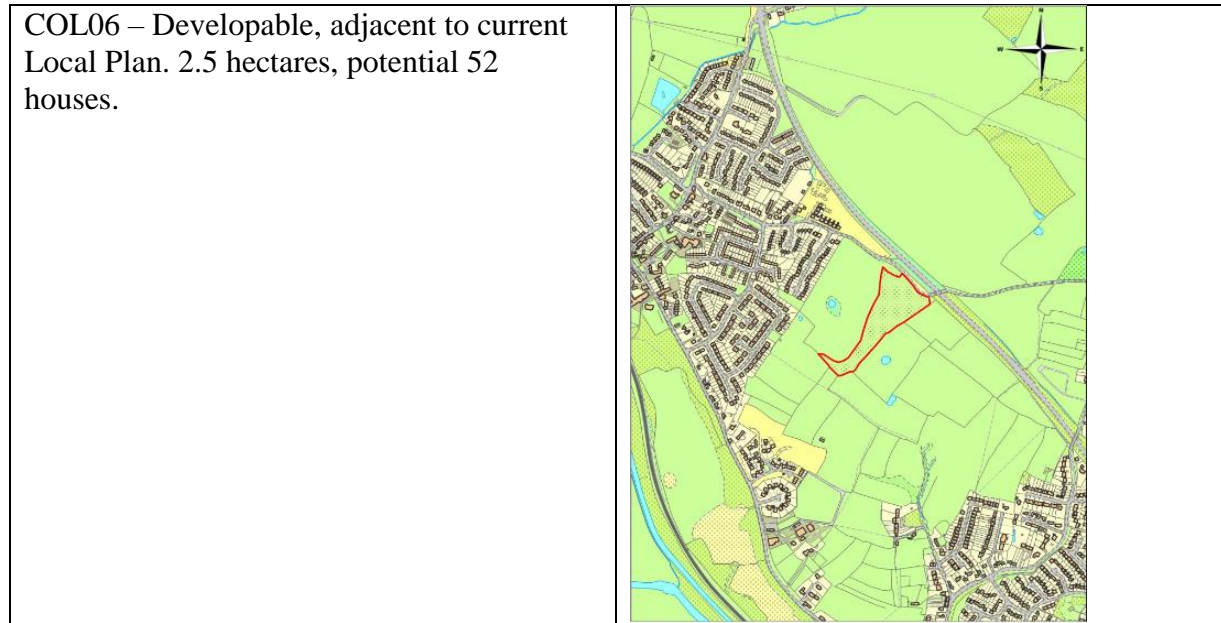 COL06 – Developable, adjacent to current
Local Plan. 2.5 hectares, potential 52
houses.
N
W E
S